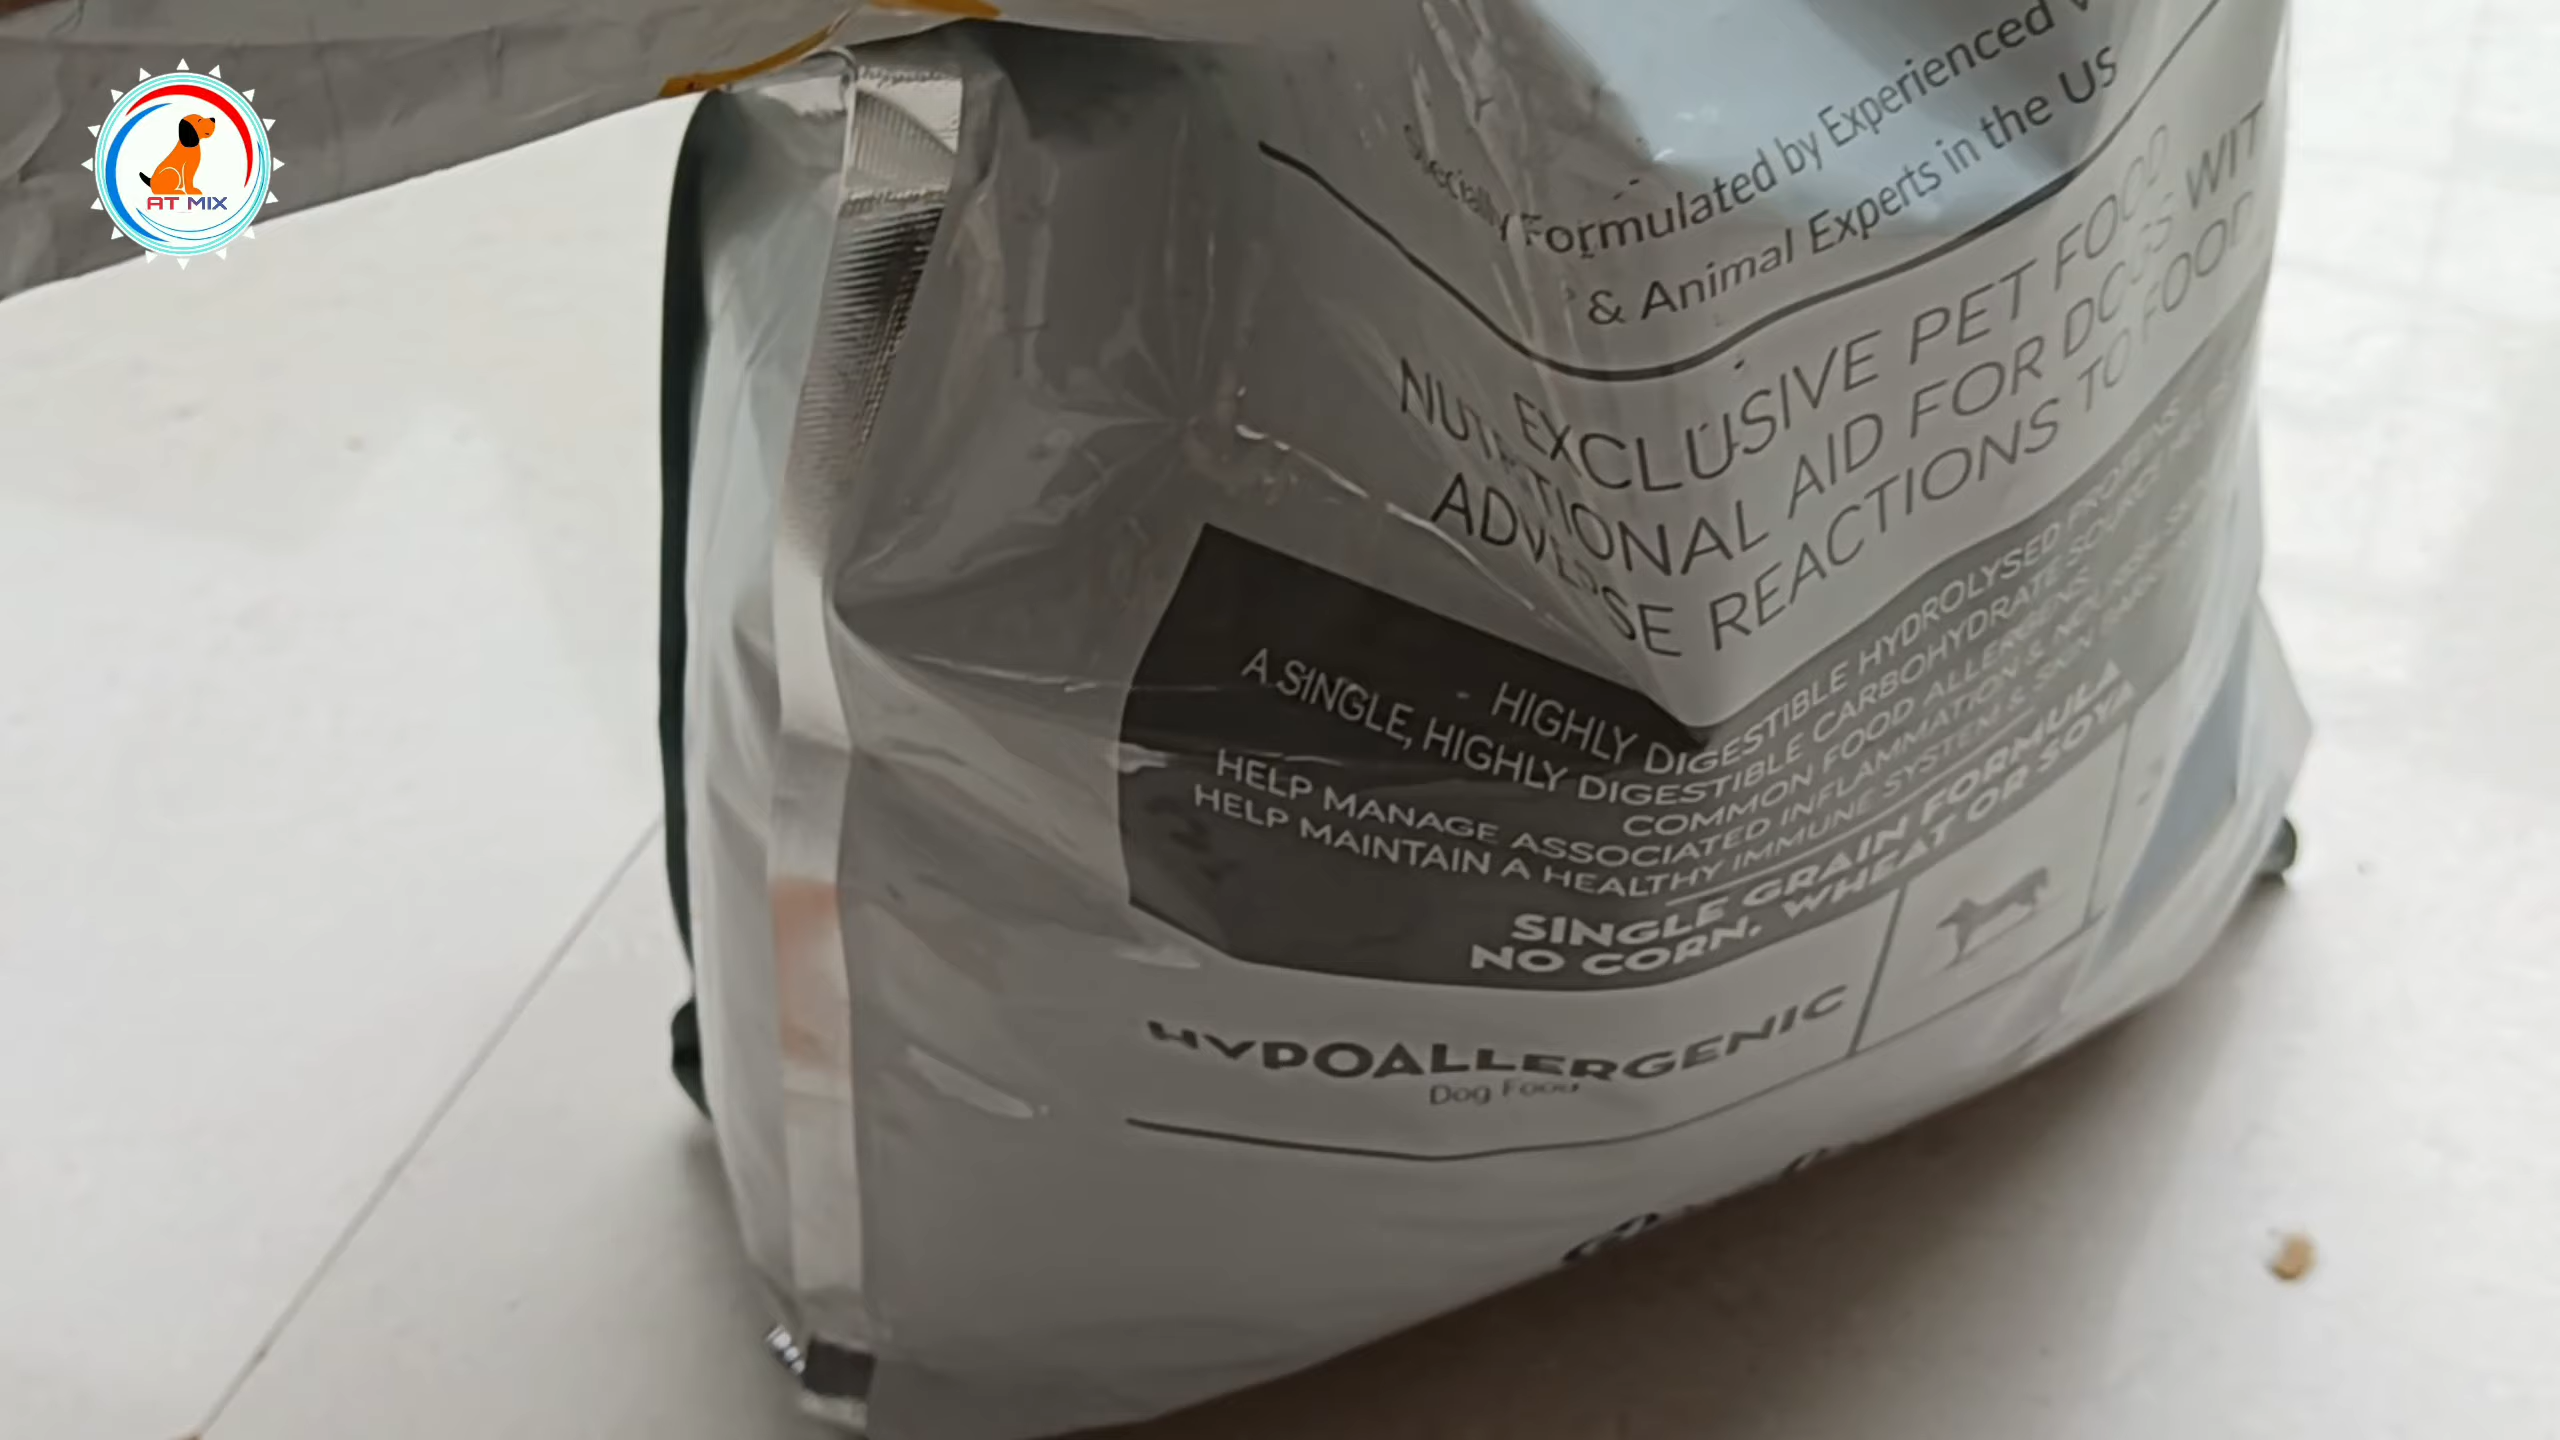 AT MIX
Specially Formulated by Experienced
& Animal Experts in the US
EXCLUSIVE PET FOOD
NUTRITIONAL AID FOR DOGS WIT
ADVERSE REACTIONS TO FOOD
HIGHLY DIGESTIBLE HYDROLYSED PROTEINS
A SINGLE, HIGHLY DIGESTIBLE CARBOHYDRATE SOURCE
COMMON FOOD ALLERGENS
HELP MANAGE ASSOCIATED INFLAMMATION &
HELP MAINTAIN A HEALTHY IMMUNE SYSTEM & SKIN
SINGLE GRAIN FORMULA
NO CORN, WHEAT OR SOYA
HYPOALLERGENIC
Dog Food